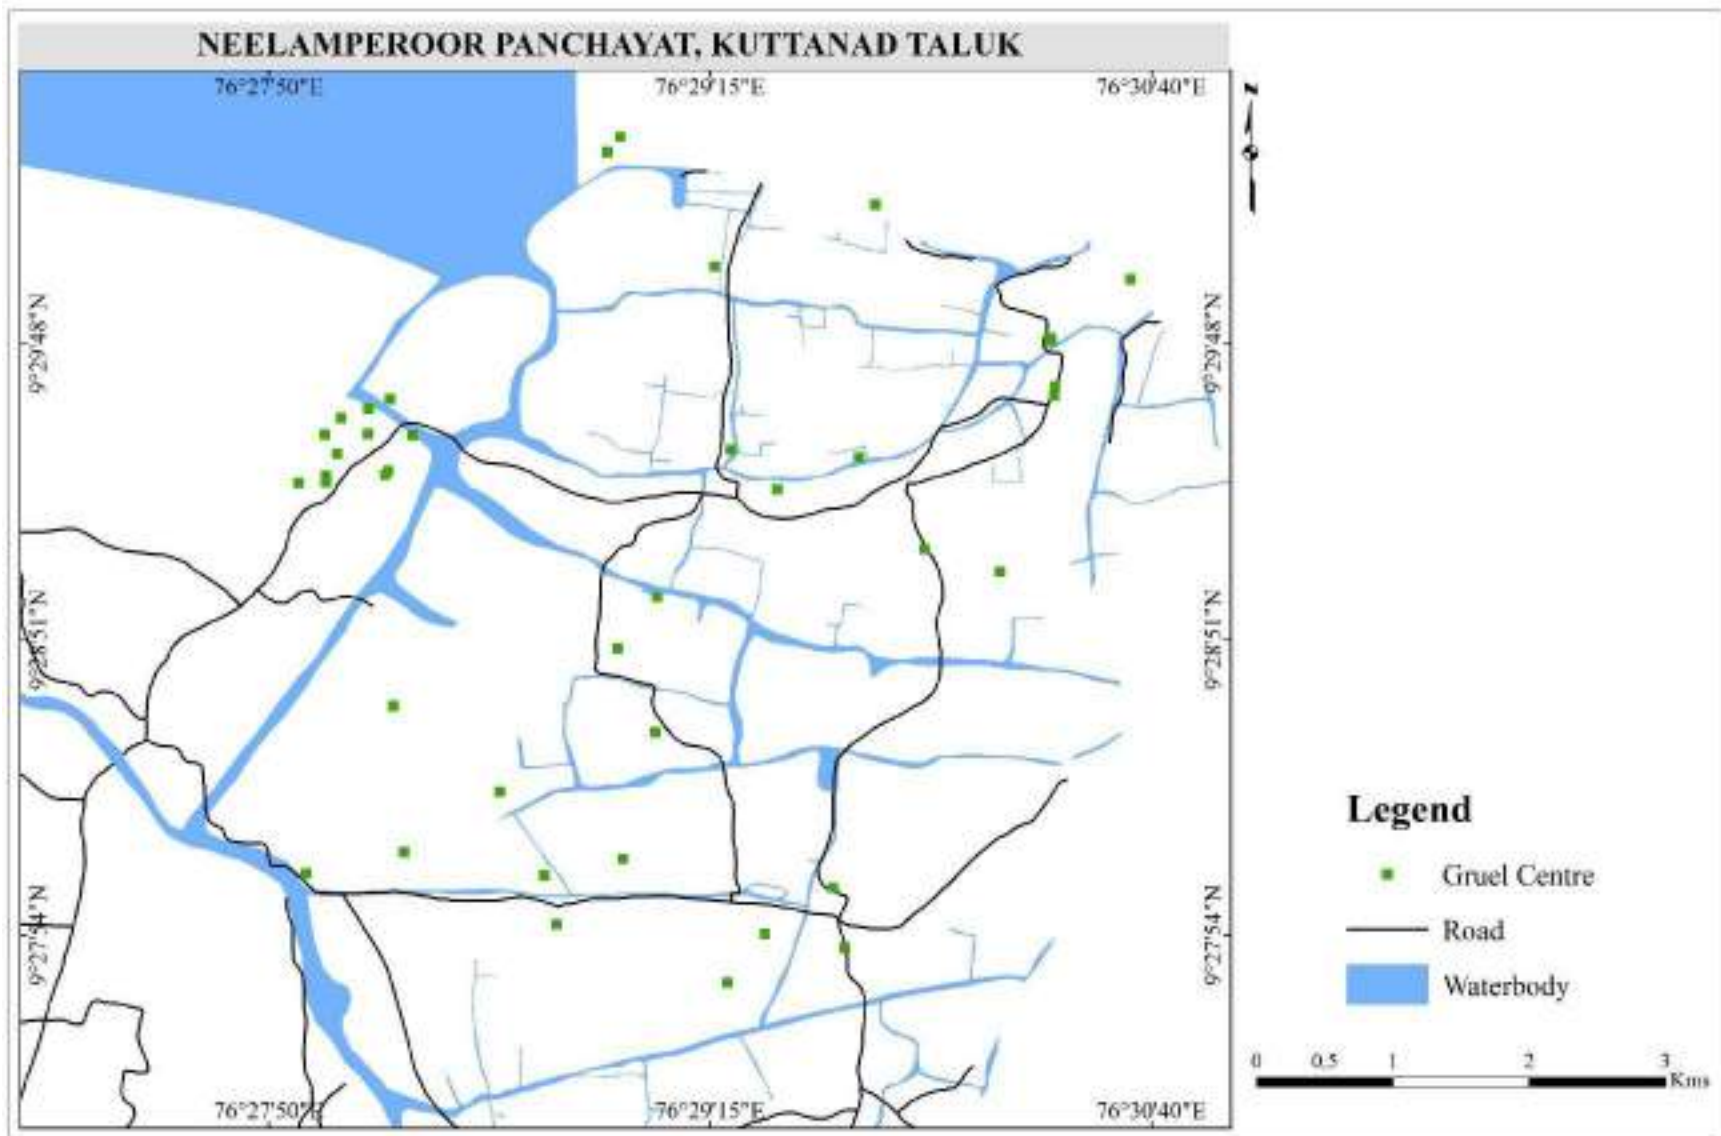 NEELAMPEROOR PANCHAYAT, KUTTANAD TALUK
76°27'50"E 76°29'15"E 76°30'40"E
N
9°29'48"N 9°29'48"N
9°28'51"N 9°28'51"N
9°27'54"N 9°27'54"N
76°27'50"E 76°29'15"E 76°30'40"E
Legend
Gruel Centre
Road
Waterbody
0 0.5 1 2 3
Kms